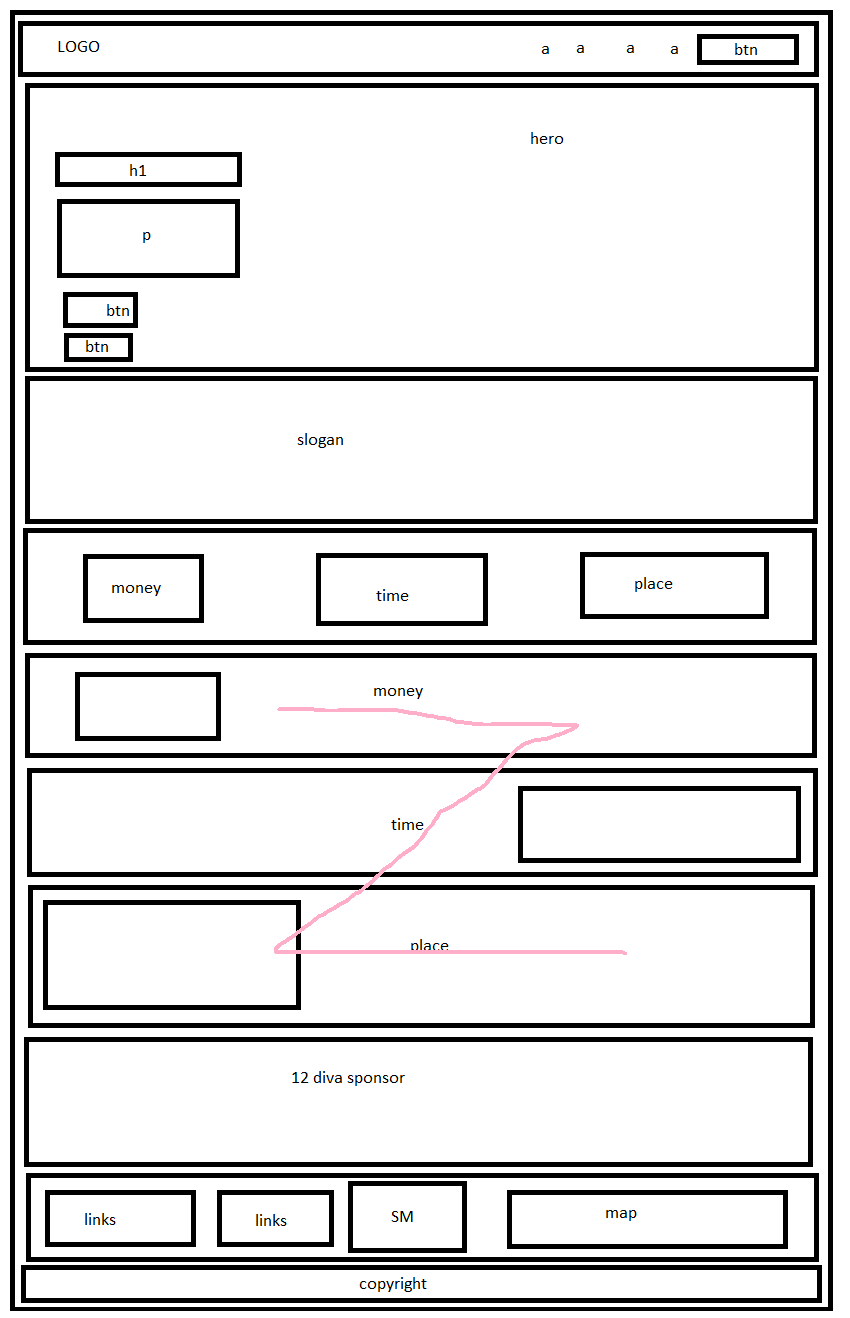 LOGO a a a a btn
hero
h1
p
btn
btn
slogan
money time place
money
time
place
12 diva sponsor
links links SM map
copyright